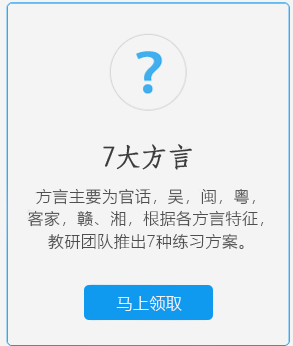 ?
7大方言
方言主要为官话，吴，闽，粤，
客家，赣、湘，根据各方言特征，
教研团队推出7种练习方案。
马上领取